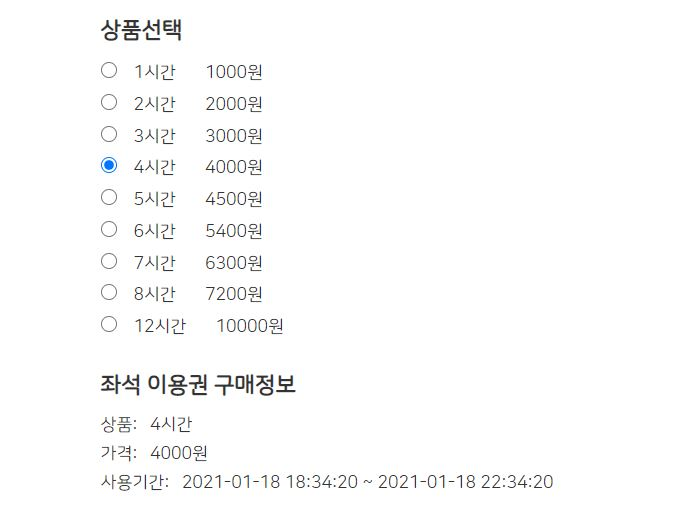 상품선택
1시간 1000원
2시간 2000원
3시간 3000원
4시간 4000원
5시간 4500원
6시간 5400원
7시간 6300원
8시간 7200원
12시간 10000원
좌석 이용권 구매정보
상품: 4시간
가격: 4000원
사용기간: 2021-01-18 18:34:20 ~ 2021-01-18 22:34:20